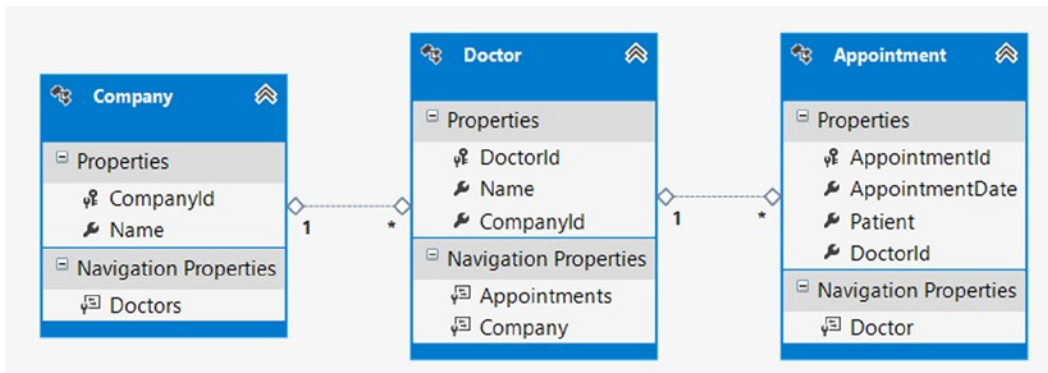 Company
Properties
CompanyId
Name
Navigation Properties
Doctors
1
*
Doctor
Properties
DoctorId
Name
CompanyId
Navigation Properties
Appointments
Company
1
*
Appointment
Properties
AppointmentId
AppointmentDate
Patient
DoctorId
Navigation Properties
Doctor